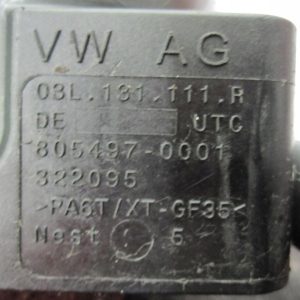 VW AG
03L.131.111.R
DE UTC
805497-0001
322095
>PA6T/XT-GF35<
Nest 5